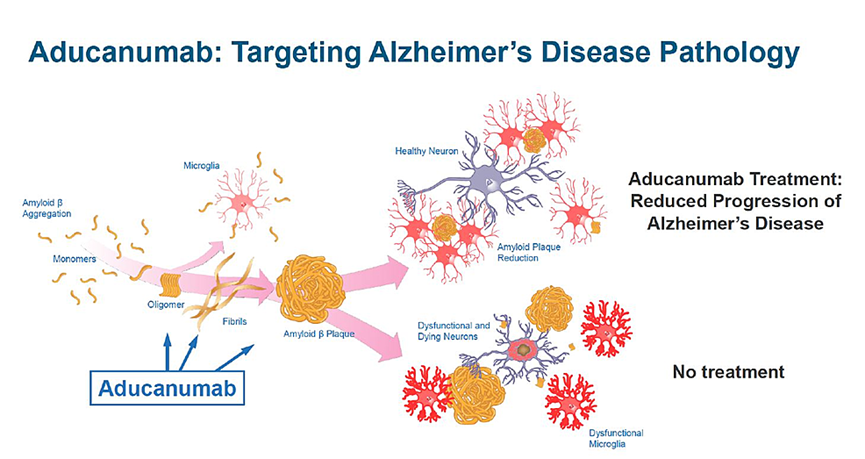 Aducanumab: Targeting Alzheimer's Disease Pathology
Amyloid β
Aggregation
Monomers
Microglia
Oligomer
Fibrils
Amyloid β Plaque
Aducanumab
Healthy Neuron
Amyloid Plaque
Reduction
Aducanumab Treatment:
Reduced Progression of
Alzheimer's Disease
Dysfunctional and
Dying Neurons
Dysfunctional
Microglia
No treatment